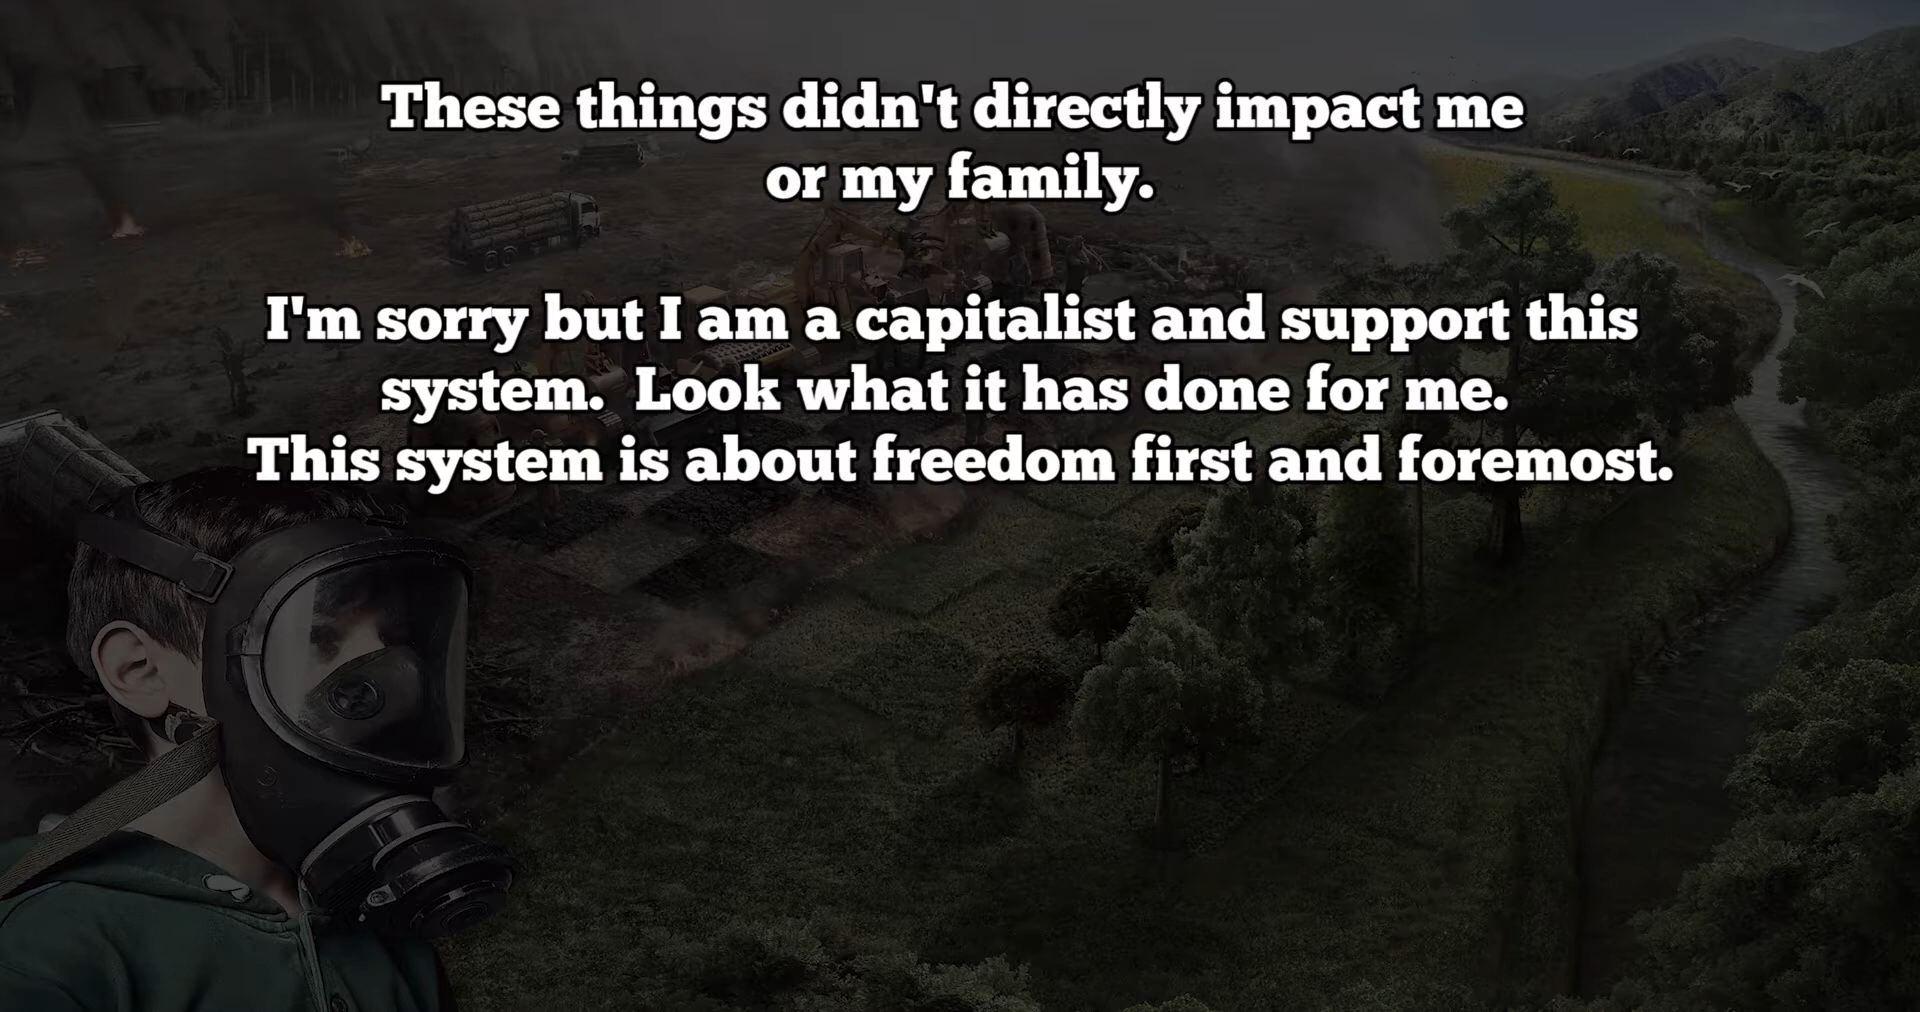 These things didn't directly impact me
or my family.
I'm sorry but I am a capitalist and support this
system.  Look what it has done for me.
This system is about freedom first and foremost.